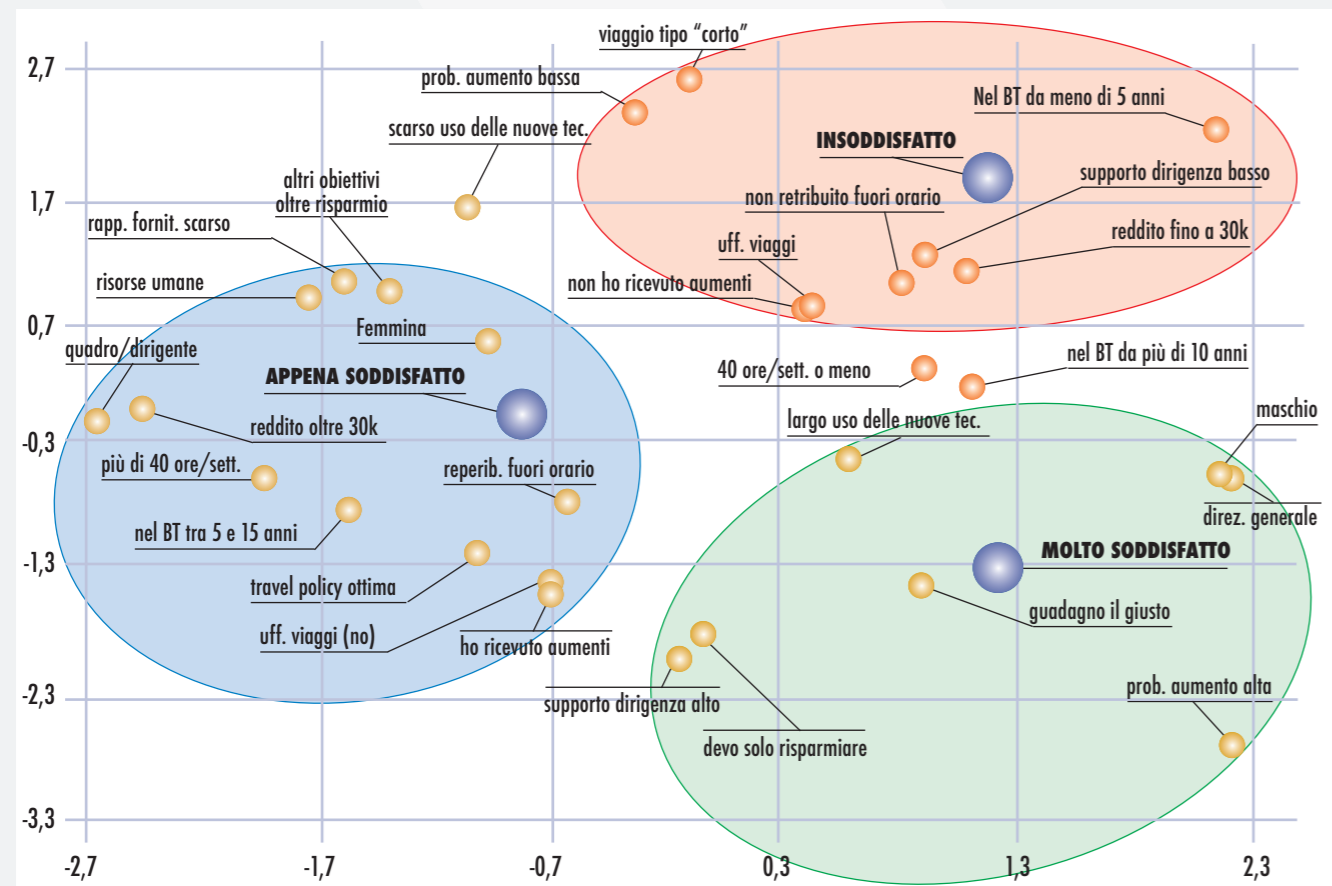 viaggio tipo “corto”
2,7
prob. aumento bassa
Nel BT da meno di 5 anni
scarso uso delle nuove tec.
INSODDISFATTO
supporto dirigenza basso
altri obiettivi
oltre risparmio
1,7
non retribuito fuori orario
rapp. fornit. scarso
uff. viaggi
reddito fino a 30k
risorse umane
non ho ricevuto aumenti
0,7
Femmina
quadro/dirigente
nel BT da più di 10 anni
APPENA SODDISFATTO
40 ore/sett. o meno
maschio
reddito oltre 30k
largo uso delle nuove tec.
-0,3
più di 40 ore/sett.
reperib. fuori orario
direz. generale
nel BT tra 5 e 15 anni
MOLTO SODDISFATTO
-1,3
travel policy ottima
guadagno il giusto
uff. viaggi (no)
ho ricevuto aumenti
prob. aumento alta
-2,3
supporto dirigenza alto
devo solo risparmiare
-3,3
-2,7
-1,7
-0,7
0,3
1,3
2,3